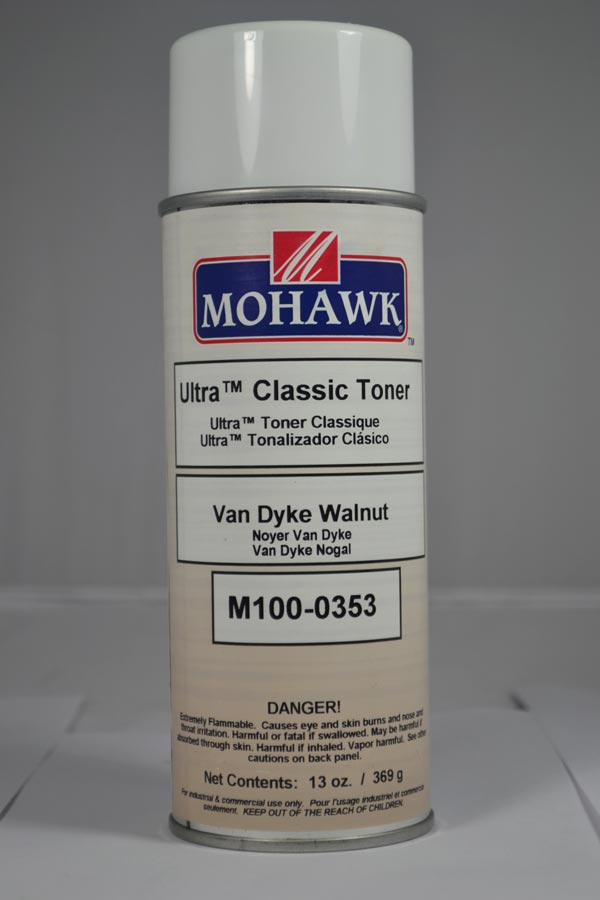 M
MOHAWK®
™
Ultra™ Classic Toner
Ultra™ Toner Classique
Ultra™ Tonalizador Clásico
Van Dyke Walnut
Noyer Van Dyke
Van Dyke Nogal
M100-0353
DANGER!
Extremely Flammable. Causes eye and skin burns and nose and
throat irritation. Harmful or fatal if swallowed. May be harmful if
absorbed through skin. Harmful if inhaled. Vapor harmful. See other
cautions on back panel.
Net Contents: 13 oz. / 369 g
For industrial & commercial use only. Pour l'usage industriel et commercial
seulement. KEEP OUT OF THE REACH OF CHILDREN.